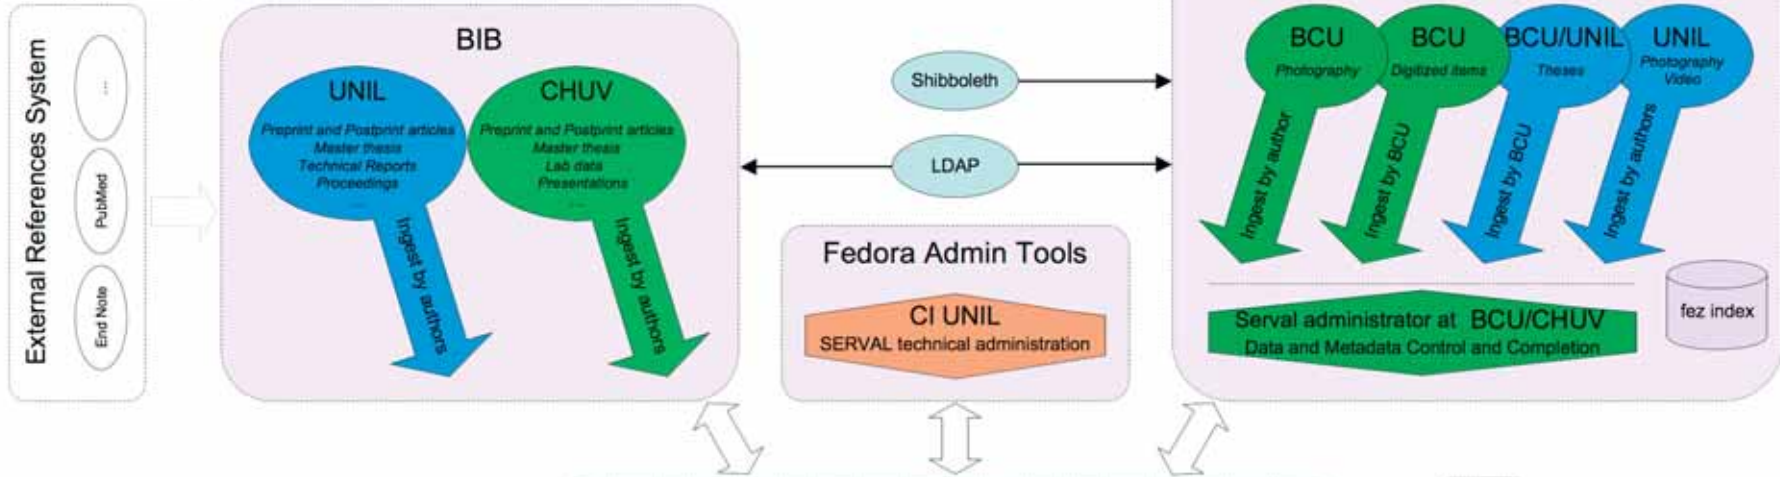 External References System
...
PubMed
End Note
BIB
UNIL
Preprint and Postprint articles
Master thesis
Technical Reports
Proceedings
...
Ingest by authors
CHUV
Preprint and Postprint articles
Master thesis
Lab data
Presentations
...
Ingest by authors
Shibboleth
LDAP
Fedora Admin Tools
CI UNIL
SERVAL technical administration
BCU
Photography
Ingest by author
BCU
Digitized items
Ingest by BCU
BCU/UNIL
Theses
Ingest by BCU
UNIL
Photography
Video
Ingest by authors
Serval administrator at BCU/CHUV
Data and Metadata Control and Completion
fez index